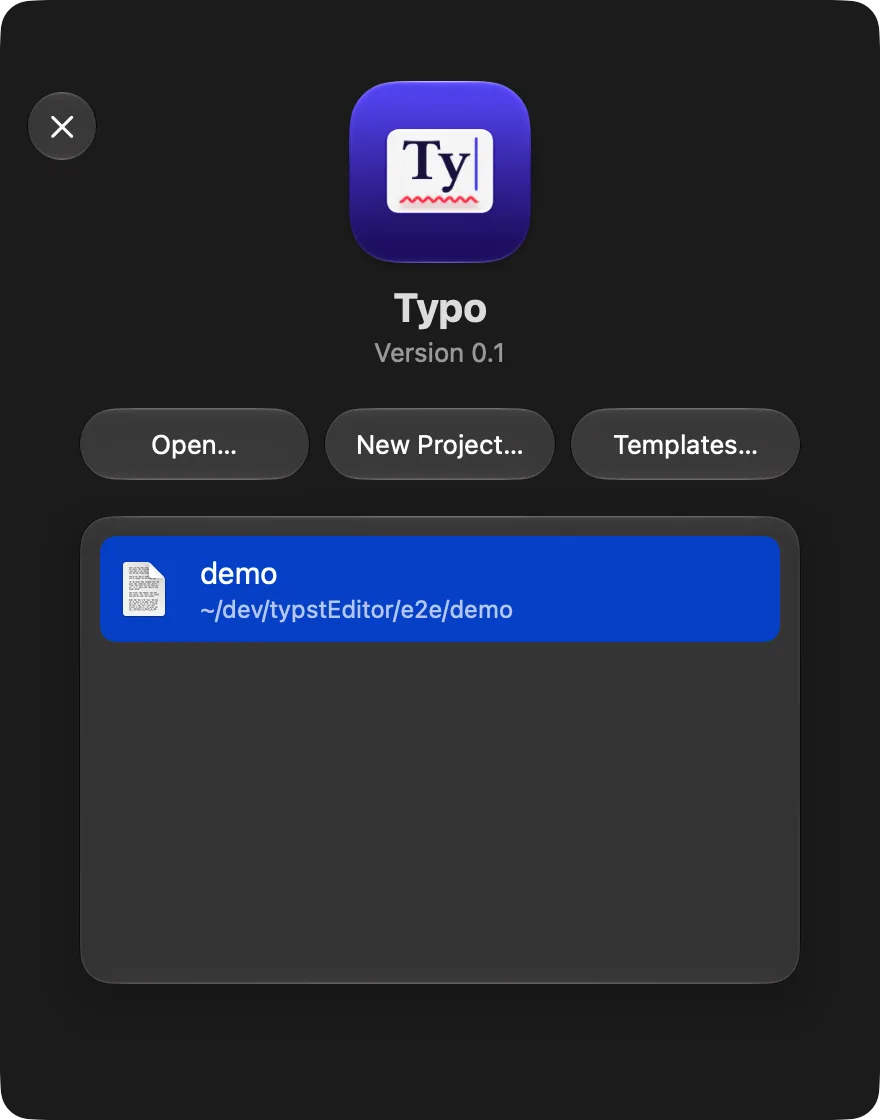 Ty
Typo
Version 0.1
Open...
New Project...
Templates...
demo
~/dev/typstEditor/e2e/demo